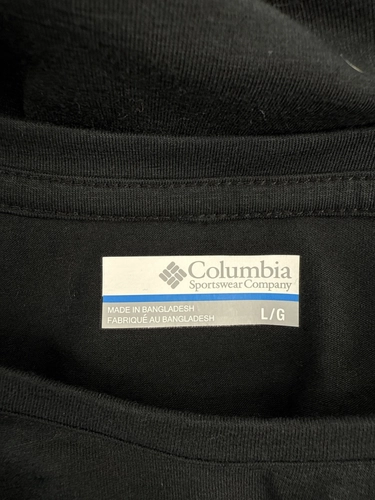 Columbia
Sportswear Company
MADE IN BANGLADESH
FABRIQUÉ AU BANGLADESH
L/G